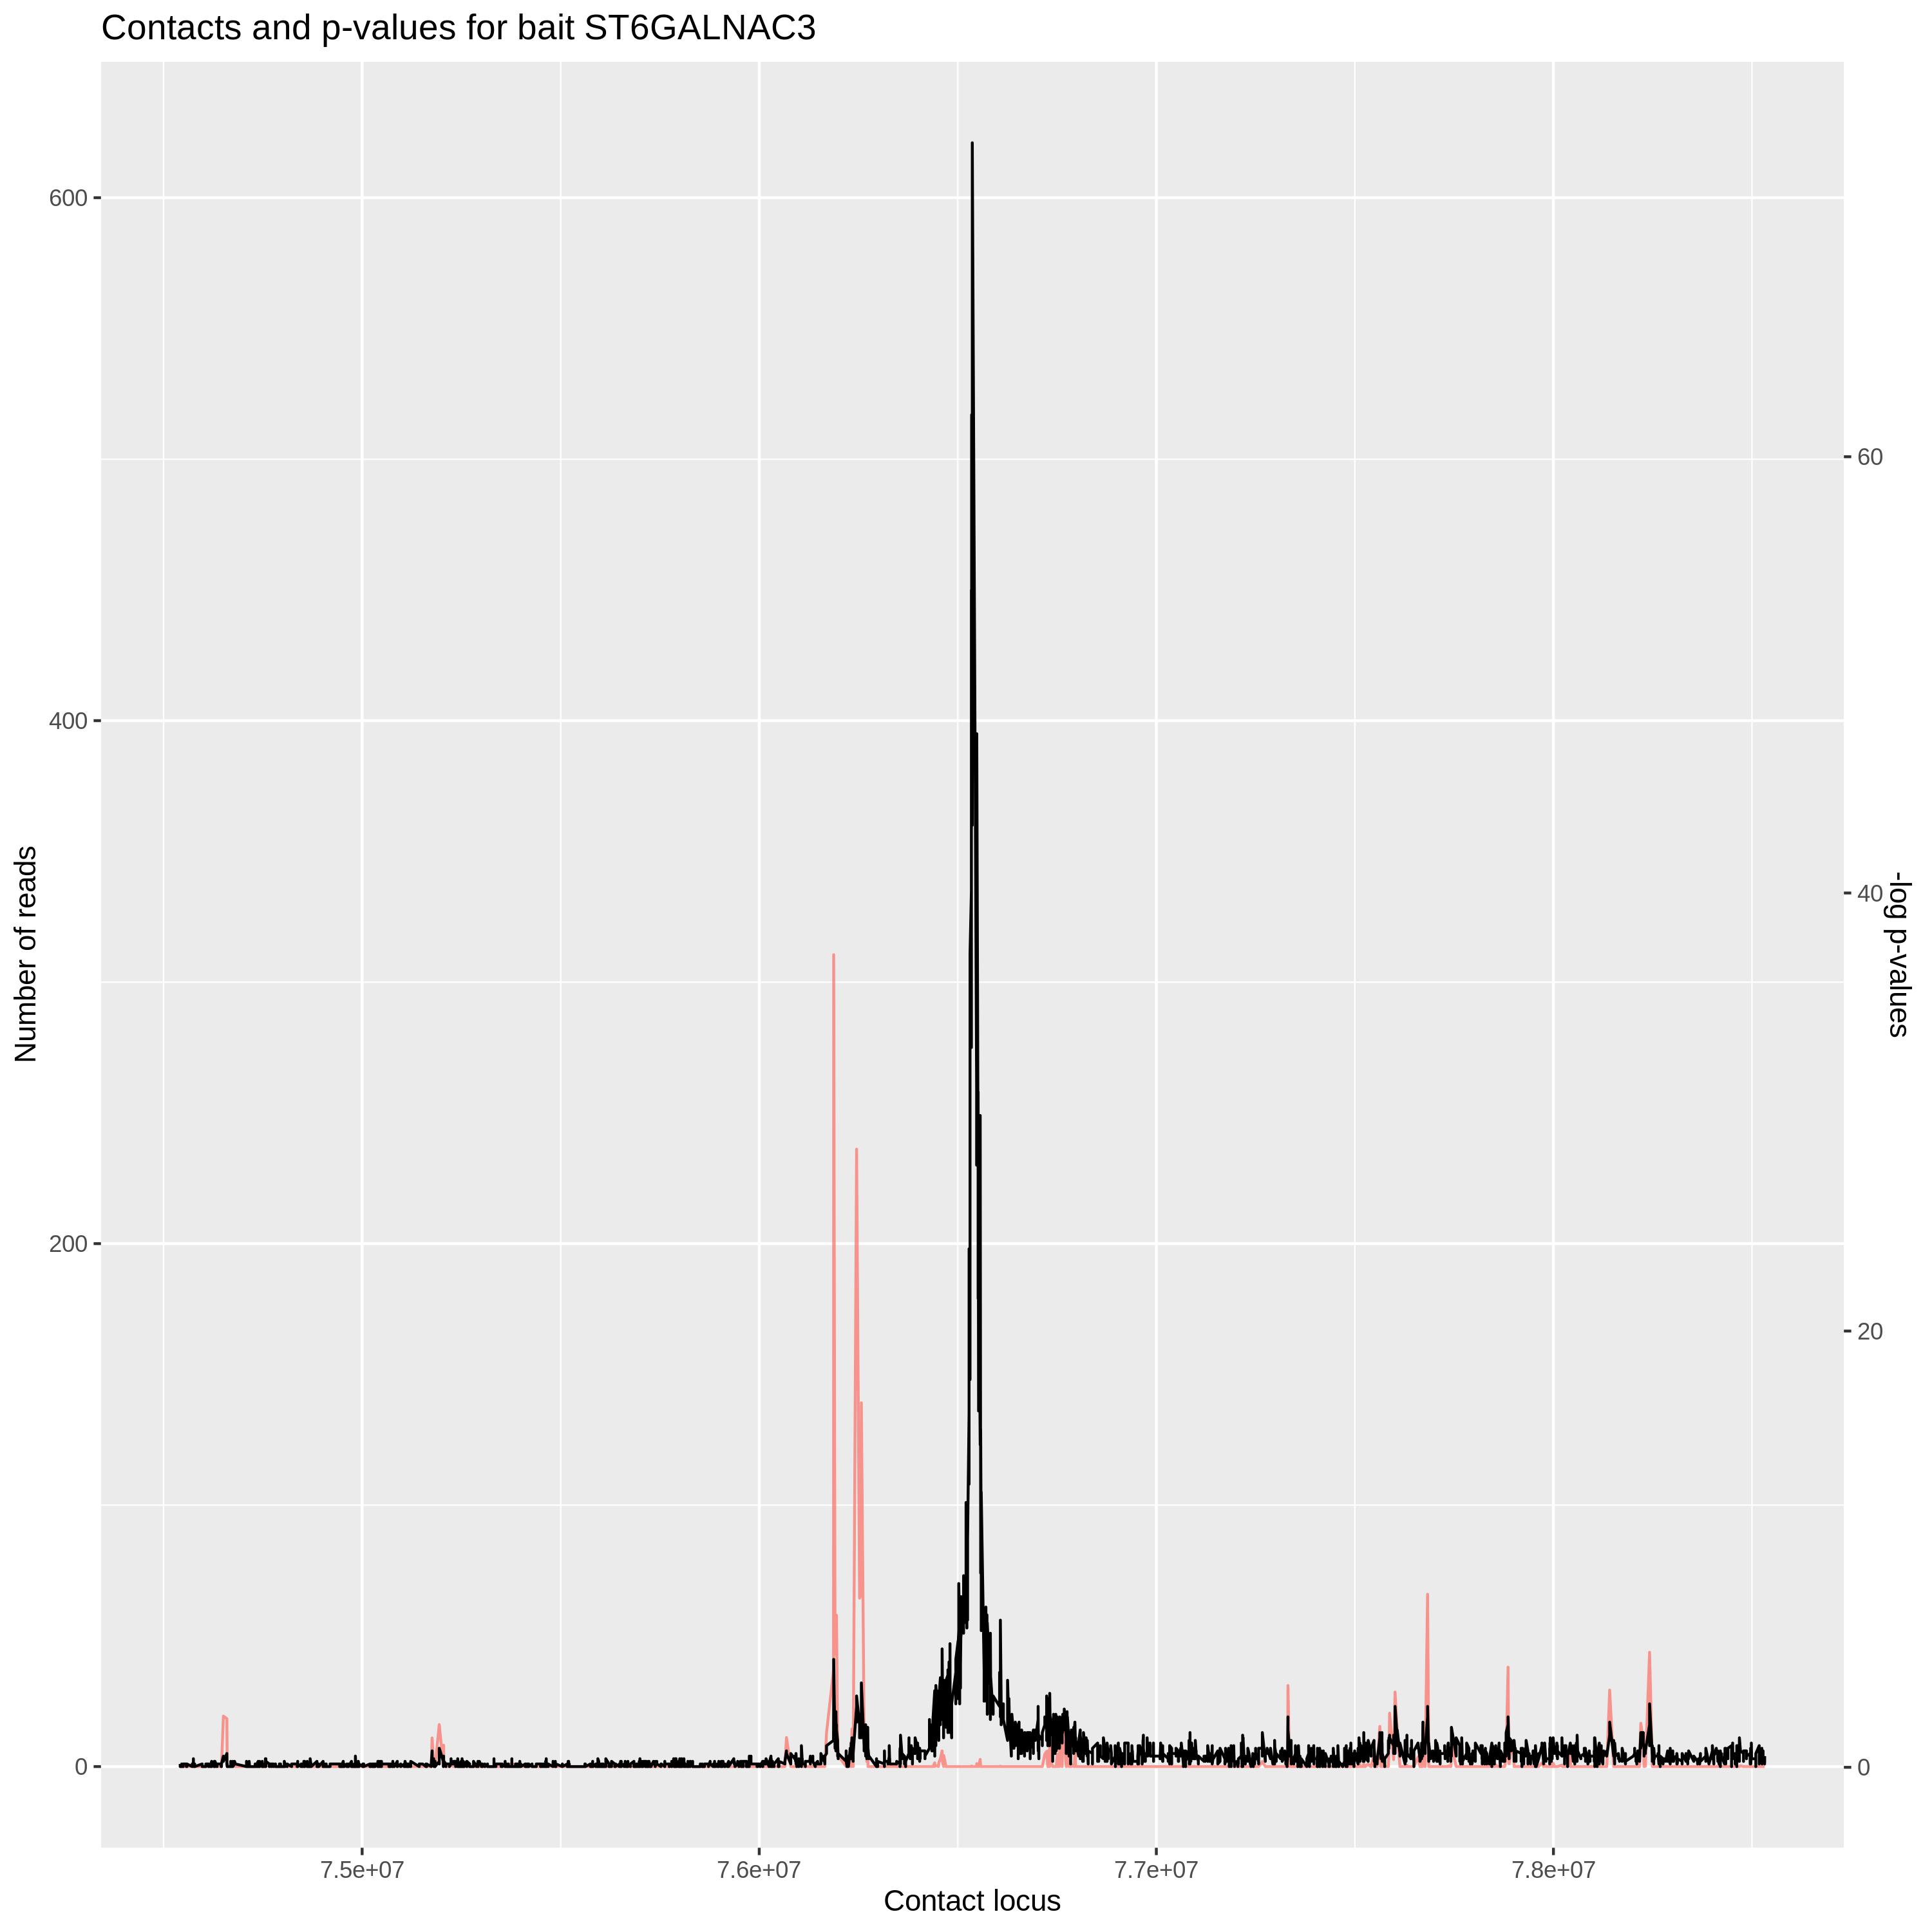 Contacts and p-values for bait ST6GALNAC3
600
400
200
0
Number of reads
60
40
20
0
-log p-values
7.5e+07
7.6e+07
7.7e+07
7.8e+07
Contact locus